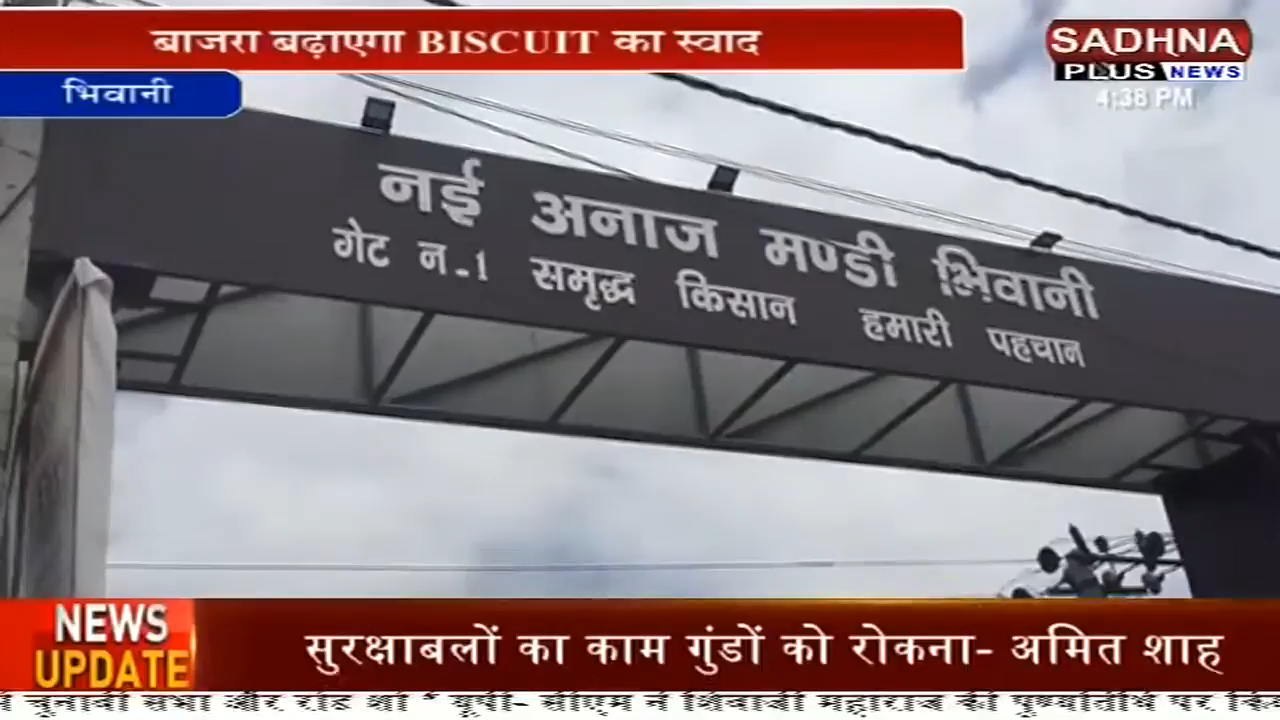 बाजरा बढ़ाएगा BISCUIT का स्वाद
SADHNA
PLUS NEWS
4:38 PM
भिवानी
नई अनाज मण्डी भिवानी
गेट न.-1 समृद्ध किसान हमारी पहचान
NEWS
UPDATE
सुरक्षाबलों का काम गुंडों को रोकना- अमित शाह